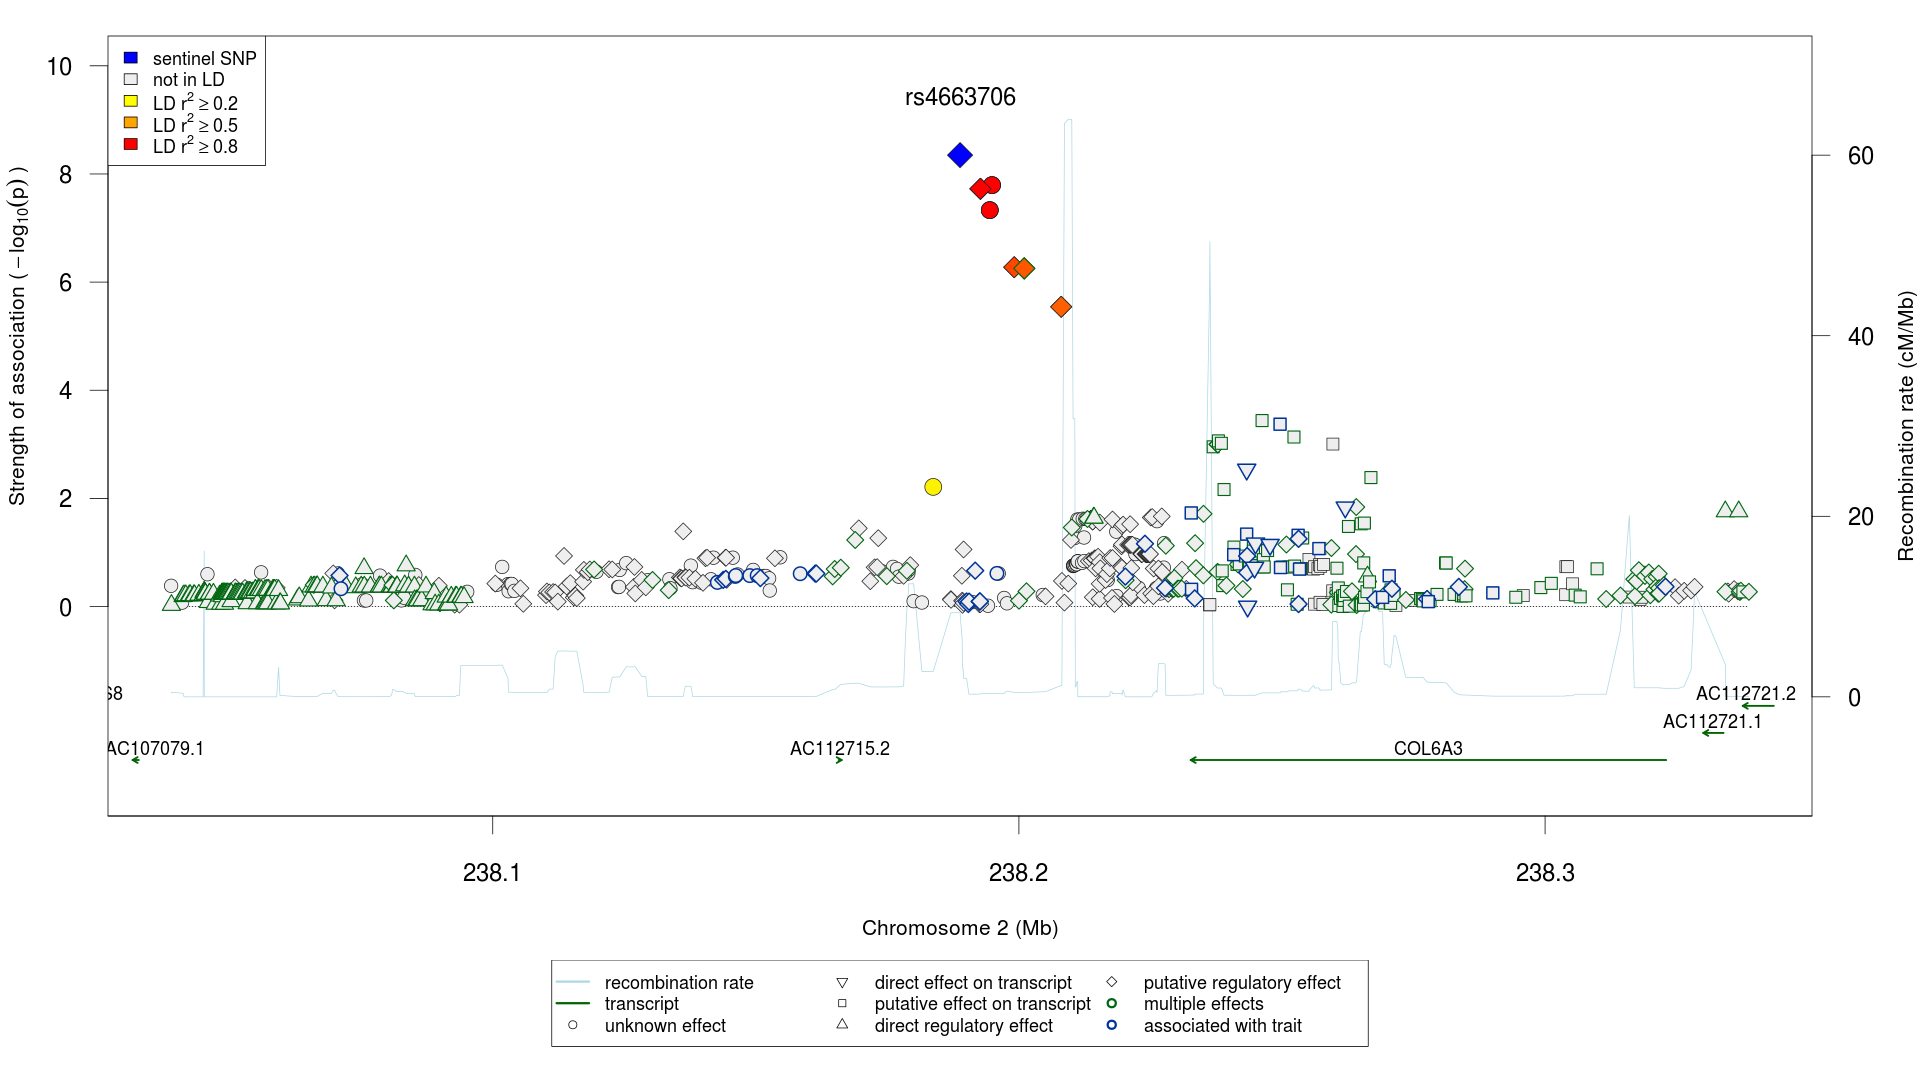 sentinel SNP
not in LD
LD r² ≥ 0.2
LD r² ≥ 0.5
LD r² ≥ 0.8
rs4663706
10
8
6
4
2
0
Strength of association (−log₁₀(p))
60
40
20
0
Recombination rate (cM/Mb)
S8
AC112721.2
AC112721.1
AC107079.1
AC112715.2
COL6A3
238.1
238.2
238.3
Chromosome 2 (Mb)
recombination rate
transcript
unknown effect
direct effect on transcript
putative effect on transcript
direct regulatory effect
putative regulatory effect
multiple effects
associated with trait